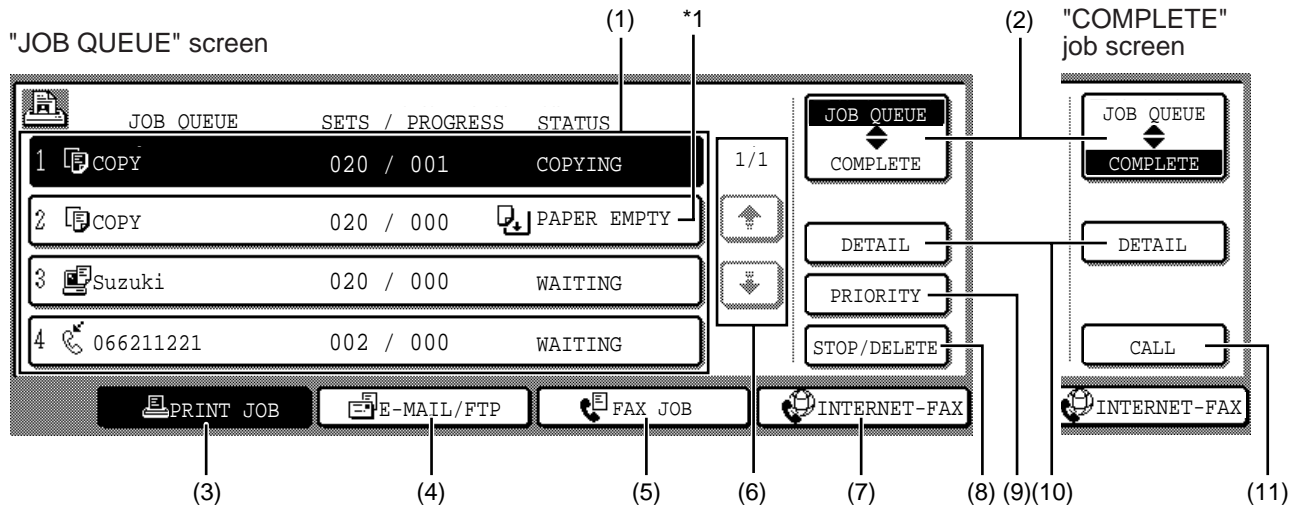 (1) *1 (2) "COMPLETE"
"JOB QUEUE" screen job screen
JOB QUEUE SETS / PROGRESS STATUS
1 COPY 020 / 001 COPYING
2 COPY 020 / 000 PAPER EMPTY
3 Suzuki 020 / 000 WAITING
4 066211221 002 / 000 WAITING
1/1
JOB QUEUE
COMPLETE
DETAIL
PRIORITY
STOP/DELETE
JOB QUEUE
COMPLETE
DETAIL
CALL
PRINT JOB E-MAIL/FTP FAX JOB INTERNET-FAX INTERNET-FAX
(3) (4) (5) (6) (7) (8) (9)(10) (11)